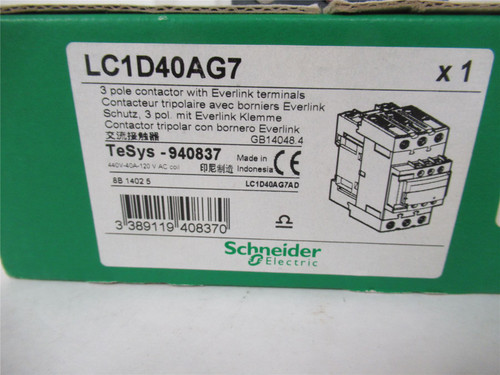 LC1D40AG7 x 1
3 pole contactor with Everlink terminals
Contacteur tripolaire avec borniers Everlink
Schutz, 3 pol. mit Everlink Klemme
Contactor tripolar con bornero Everlink
交流接触器 GB14048.4
TeSys - 940837 Made in
440V-40A-120 V AC coil 印尼制造 Indonesia CE
8B 1402 5 LC1D40AG7AD
3 389119 408370
Schneider
Electric